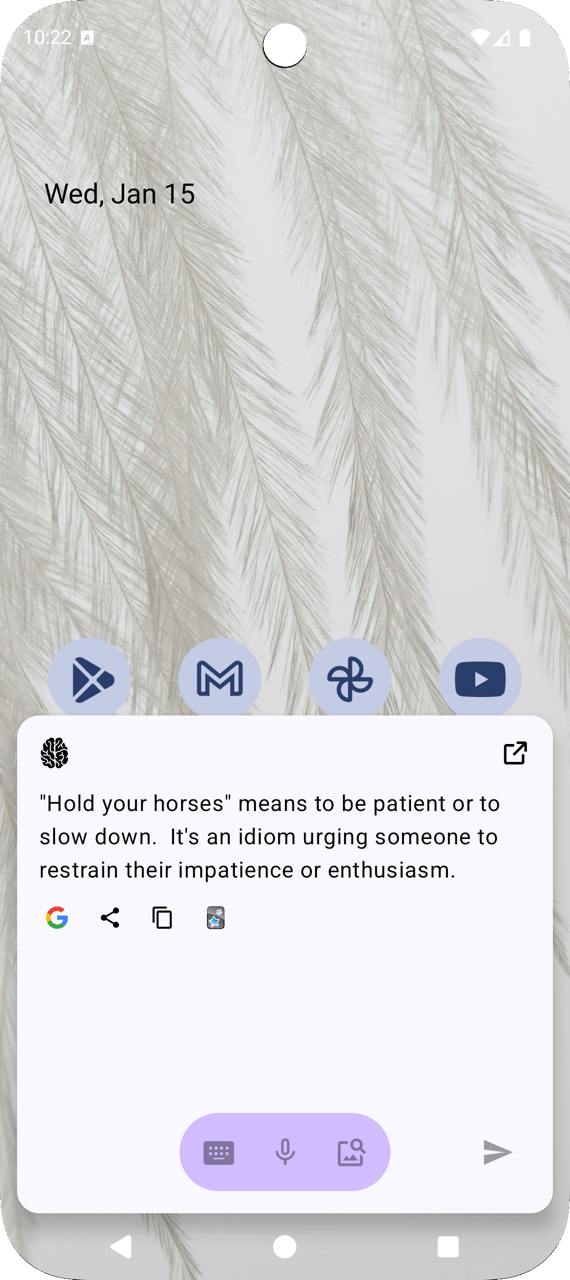 10:22 A
Wed, Jan 15
"Hold your horses" means to be patient or to
slow down.  It's an idiom urging someone to
restrain their impatience or enthusiasm.